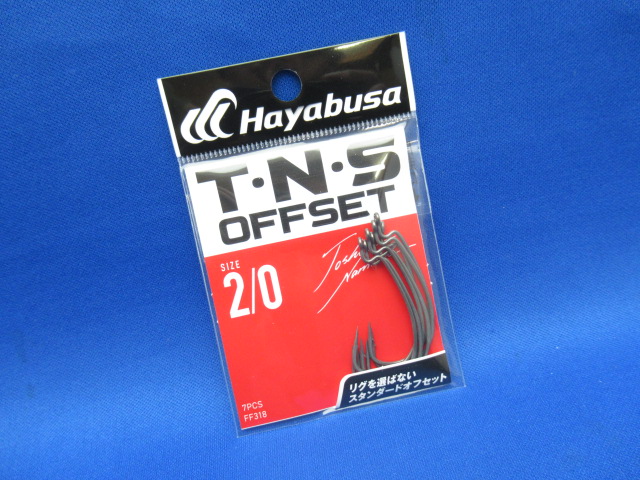 Hayabusa
T·N·S
OFFSET
SIZE
2/0
リグを選ばない
スタンダードオフセット
7PCS
FF318